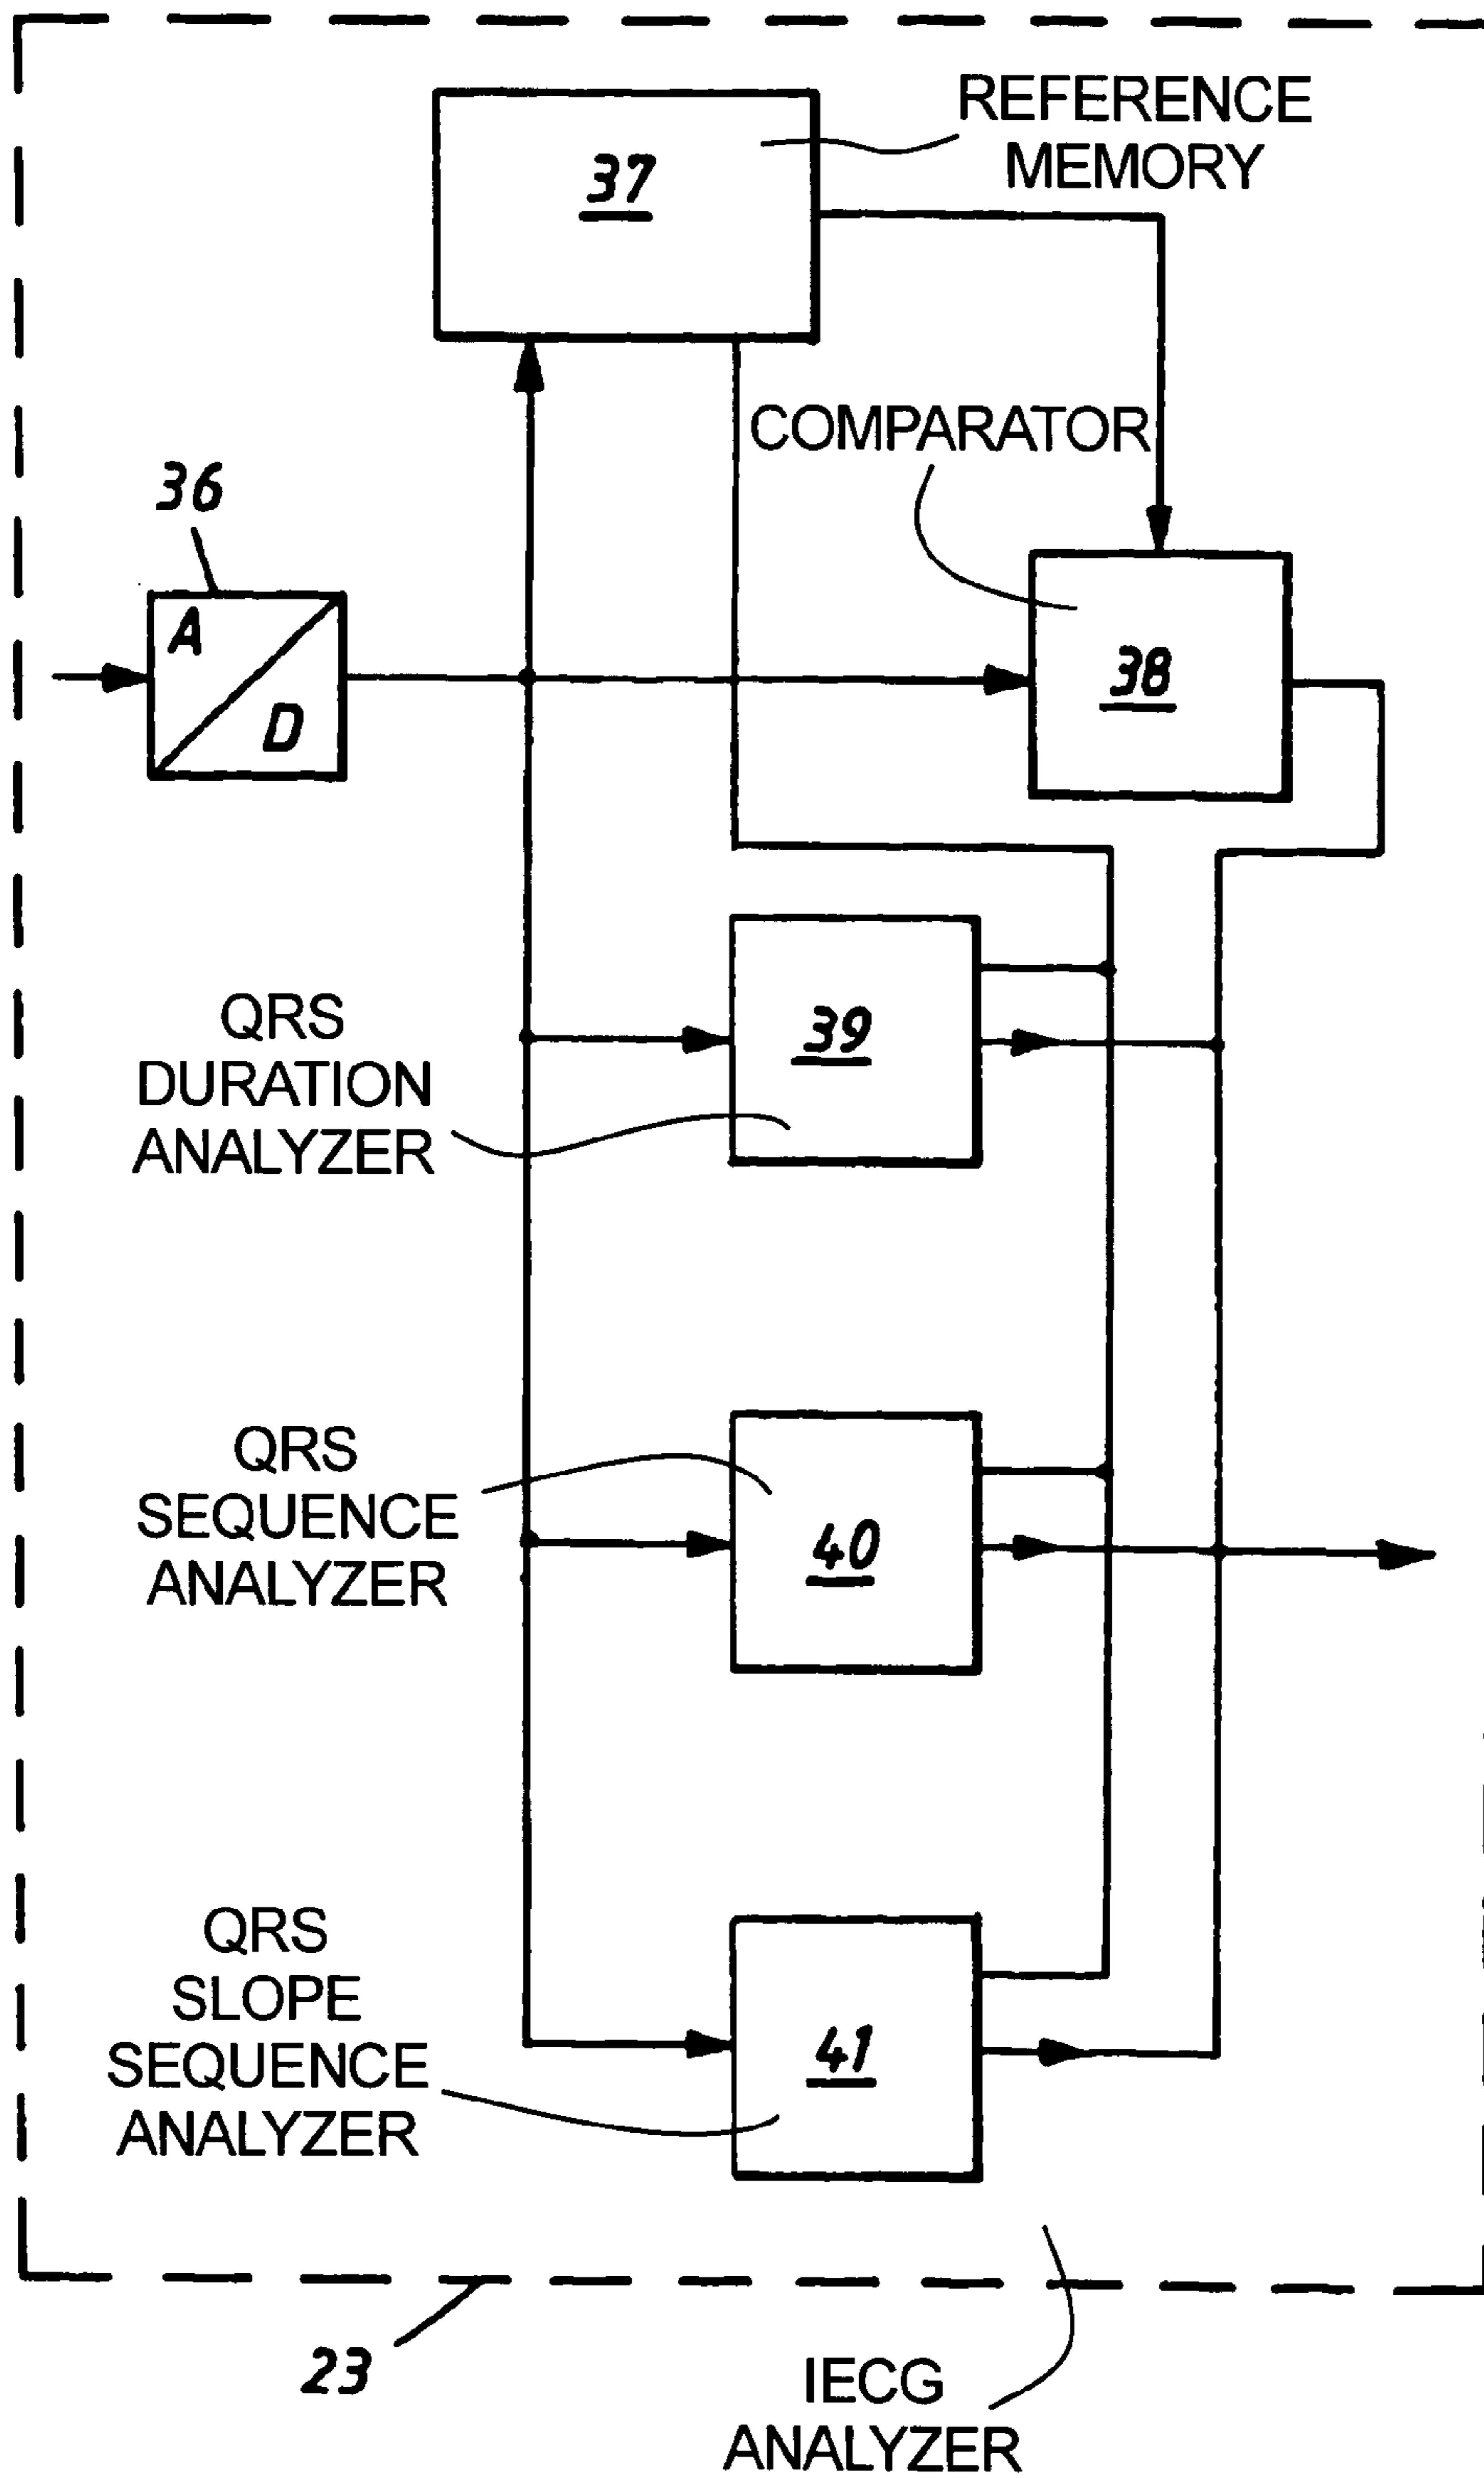 REFERENCE
MEMORY
37
COMPARATOR
36
A
D
38
QRS
DURATION
ANALYZER
39
QRS
SEQUENCE
ANALYZER
40
QRS
SLOPE
SEQUENCE
ANALYZER
41
23
IECG
ANALYZER